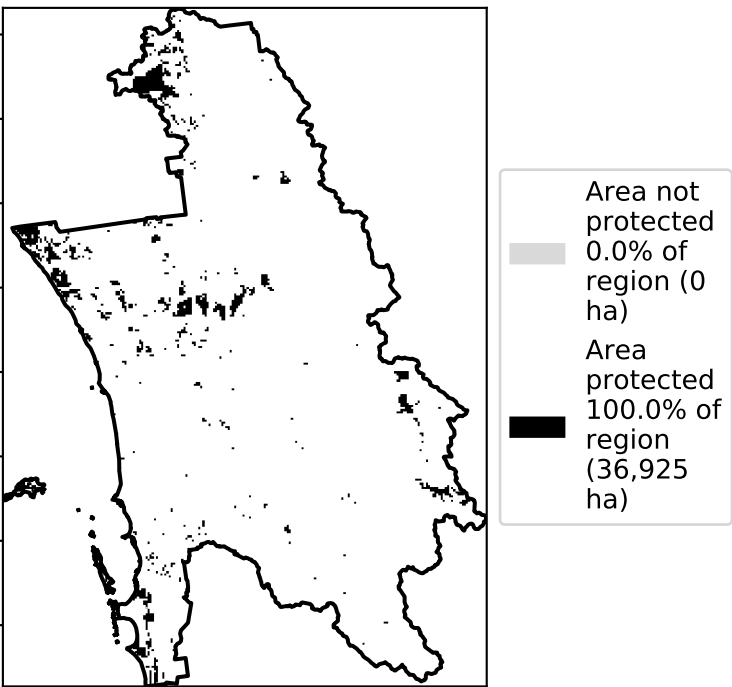 Area not
protected
0.0% of
region (0
ha)
Area
protected
100.0% of
region
(36,925
ha)